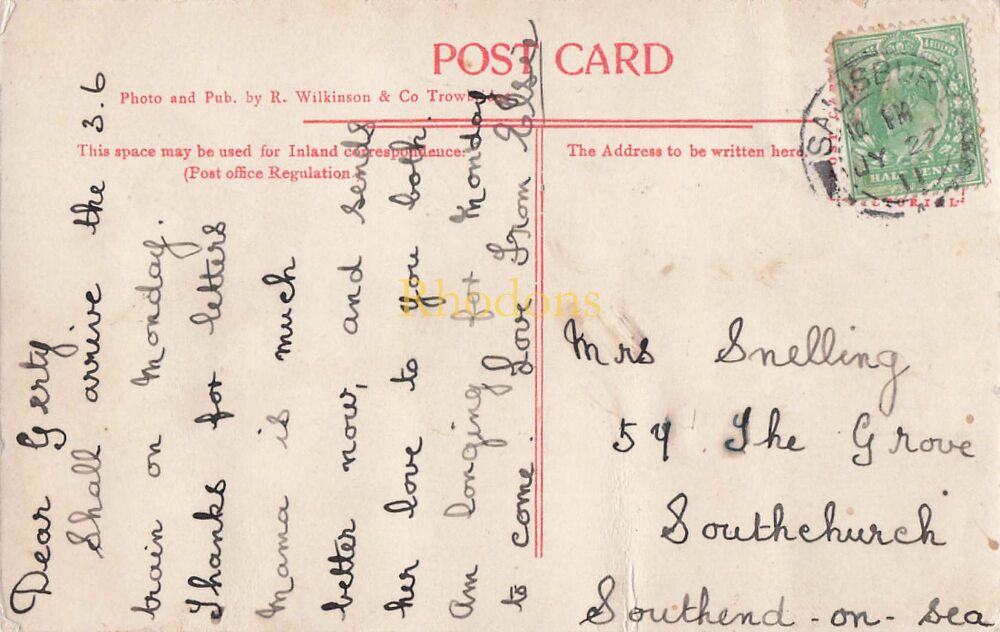 POST CARD
Photo and Pub. by R. Wilkinson & Co
This space may be used for Inland correspondence.
(Post office Regulation.
The Address to be written here.
HALFPENNY
Rhodons
Dear Gerty
Shall arrive the 3.6
train on Monday.
Thanks for letters
Mama is much
better now, and sends
her love to you both.
Am longing for Monday
to come. Love from Elsie
Mrs Snelling
54 The Grove
Southchurch
Southend-on-Sea